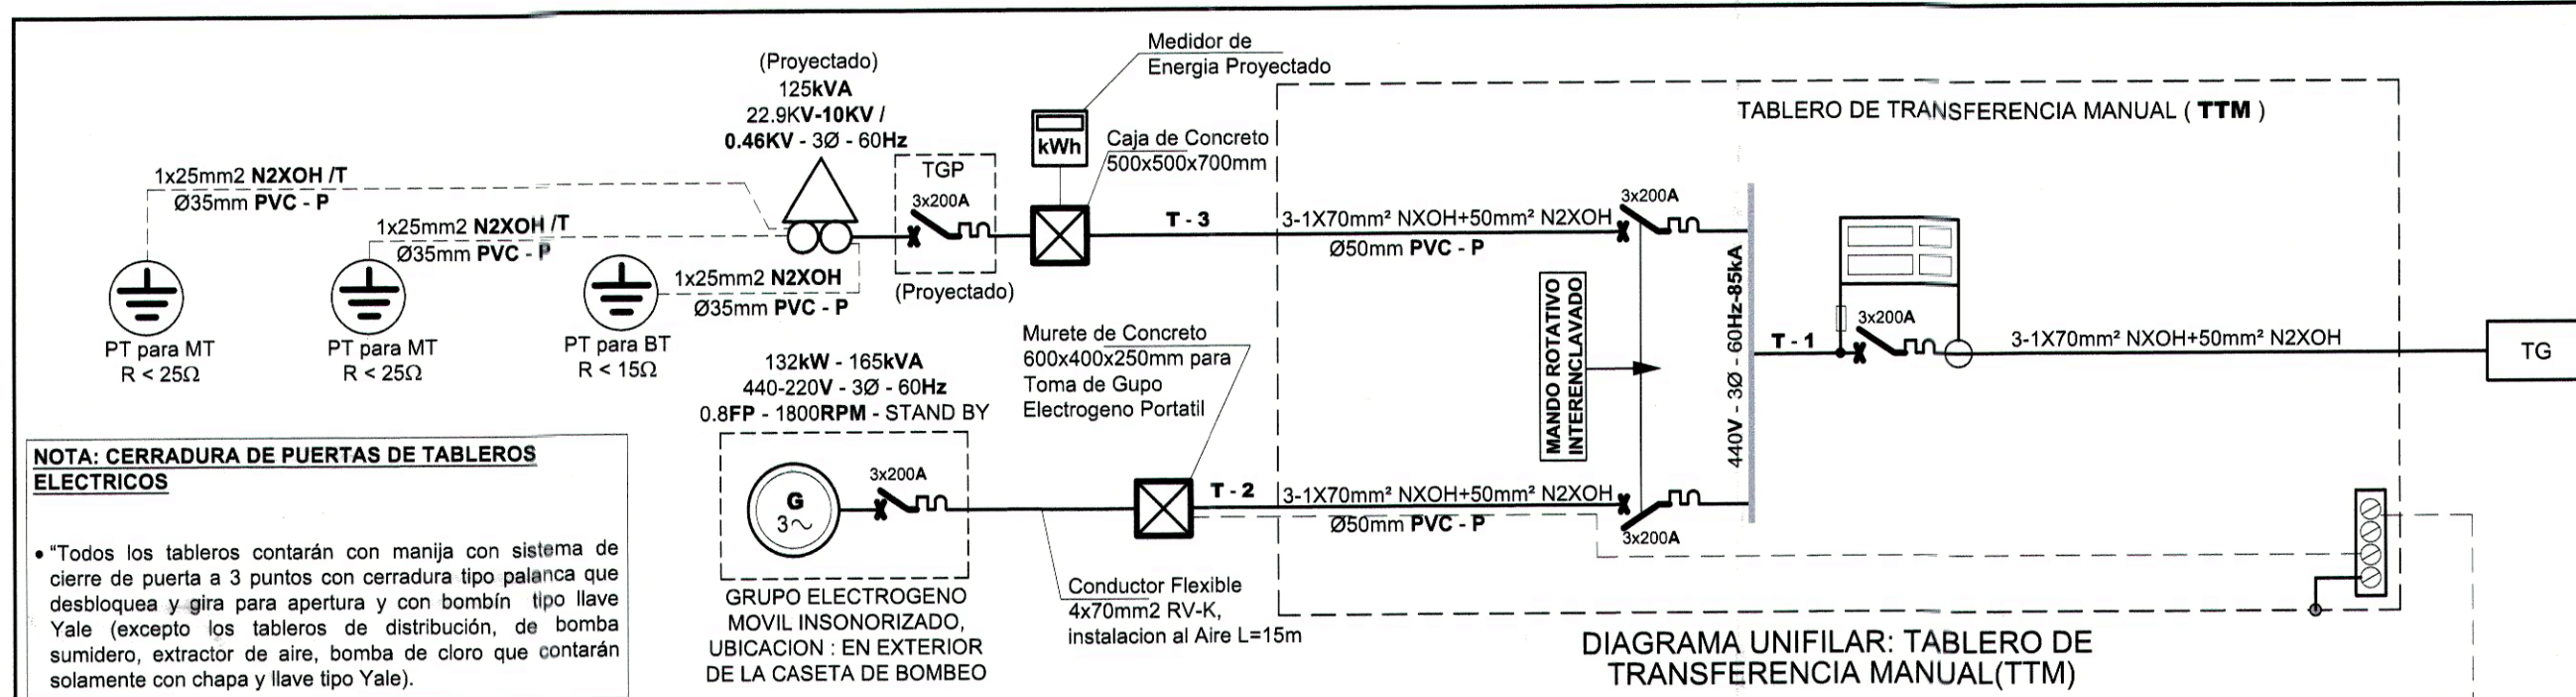 Medidor de
Energia Proyectado
(Proyectado)
125kVA
22.9KV-10KV /
0.46KV - 3Ø - 60Hz
TABLERO DE TRANSFERENCIA MANUAL ( TTM )
kWh
Caja de Concreto
500x500x700mm
TGP
3x200A
(Proyectado)
1x25mm2 N2XOH /T
Ø35mm PVC - P
1x25mm2 N2XOH /T
Ø35mm PVC - P
1x25mm2 N2XOH
Ø35mm PVC - P
PT para MT
R < 25Ω
PT para MT
R < 25Ω
PT para BT
R < 15Ω
T - 3
3-1X70mm² NXOH+50mm² N2XOH
Ø50mm PVC - P
3x200A
MANDO ROTATIVO
INTERENCLAVADO
440V - 3Ø - 60Hz-85kA
T - 1
3x200A
3-1X70mm² NXOH+50mm² N2XOH
TG
132kW - 165kVA
440-220V - 3Ø - 60Hz
0.8FP - 1800RPM - STAND BY
Murete de Concreto
600x400x250mm para
Toma de Gupo
Electrogeno Portatil
G
3~
3x200A
T - 2
3-1X70mm² NXOH+50mm² N2XOH
Ø50mm PVC - P
3x200A
GRUPO ELECTROGENO
MOVIL INSONORIZADO,
UBICACION : EN EXTERIOR
DE LA CASETA DE BOMBEO
Conductor Flexible
4x70mm2 RV-K,
instalacion al Aire L=15m
NOTA: CERRADURA DE PUERTAS DE TABLEROS
ELECTRICOS
• "Todos los tableros contarán con manija con sistema de
cierre de puerta a 3 puntos con cerradura tipo palanca que
desbloquea y gira para apertura y con bombín tipo llave
Yale (excepto los tableros de distribución, de bomba
sumidero, extractor de aire, bomba de cloro que contarán
solamente con chapa y llave tipo Yale).
DIAGRAMA UNIFILAR: TABLERO DE
TRANSFERENCIA MANUAL(TTM)